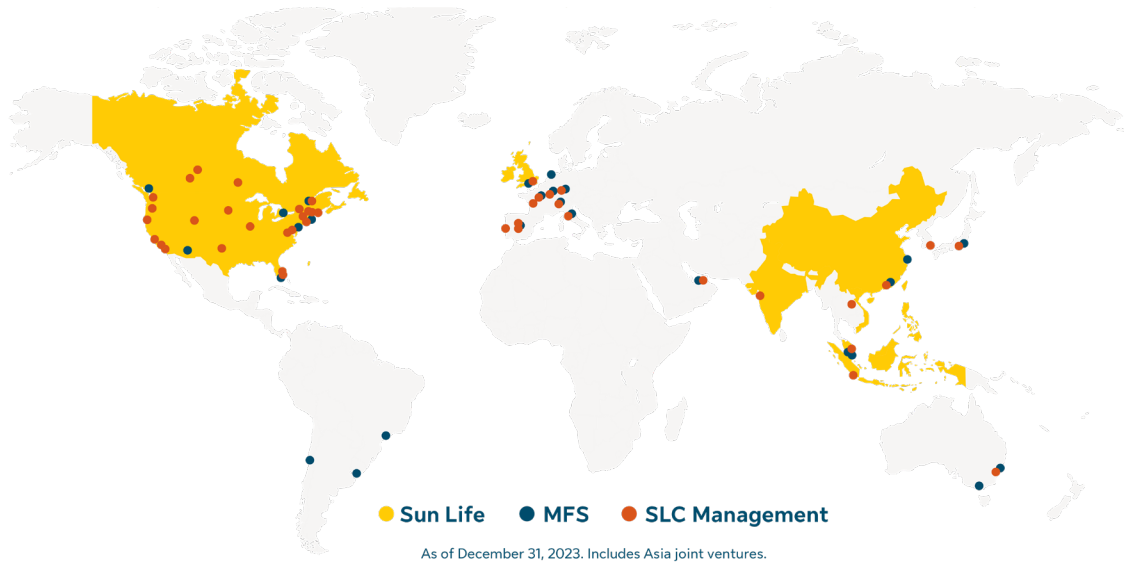 Sun Life MFS SLC Management
As of December 31, 2023. Includes Asia joint ventures.